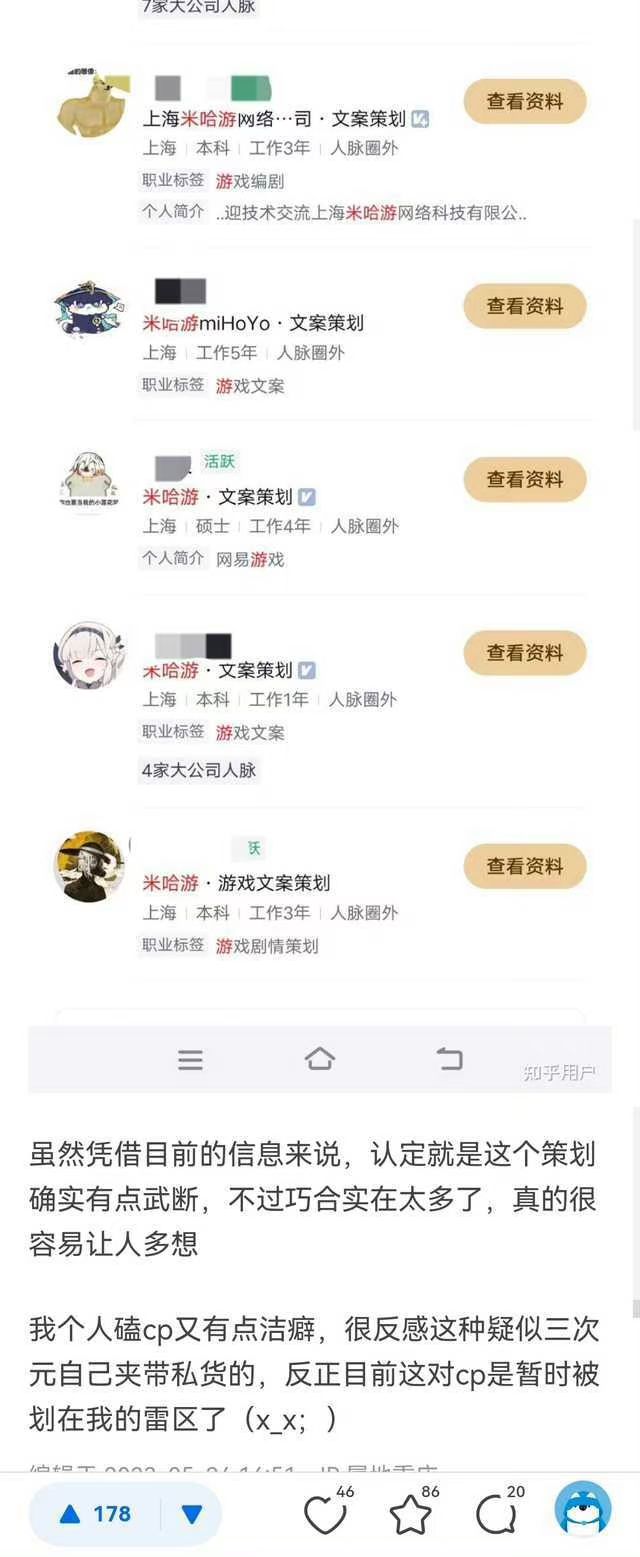 7家大公司人脉
上海米哈游网络…司·文案策划
查看资料
上海 本科 工作3年 人脉圈外
职业标签 游戏编剧
个人简介 ..迎技术交流上海米哈游网络科技有限公..
米哈游miHoYo·文案策划
查看资料
上海 工作5年 人脉圈外
职业标签 游戏文案
活跃
米哈游·文案策划
查看资料
上海 硕士 工作4年 人脉圈外
个人简介 网易游戏
米哈游·文案策划
查看资料
上海 本科 工作1年 人脉圈外
职业标签 游戏文案
4家大公司人脉
跃
米哈游·游戏文案策划
查看资料
上海 本科 工作3年 人脉圈外
职业标签 游戏剧情策划
知乎用户
虽然凭借目前的信息来说，认定就是这个策划
确实有点武断，不过巧合实在太多了，真的很
容易让人多想
我个人磕cp又有点洁癖，很反感这种疑似三次
元自己夹带私货的，反正目前这对cp是暂时被
划在我的雷区了（x_x；）
178
46
86
20